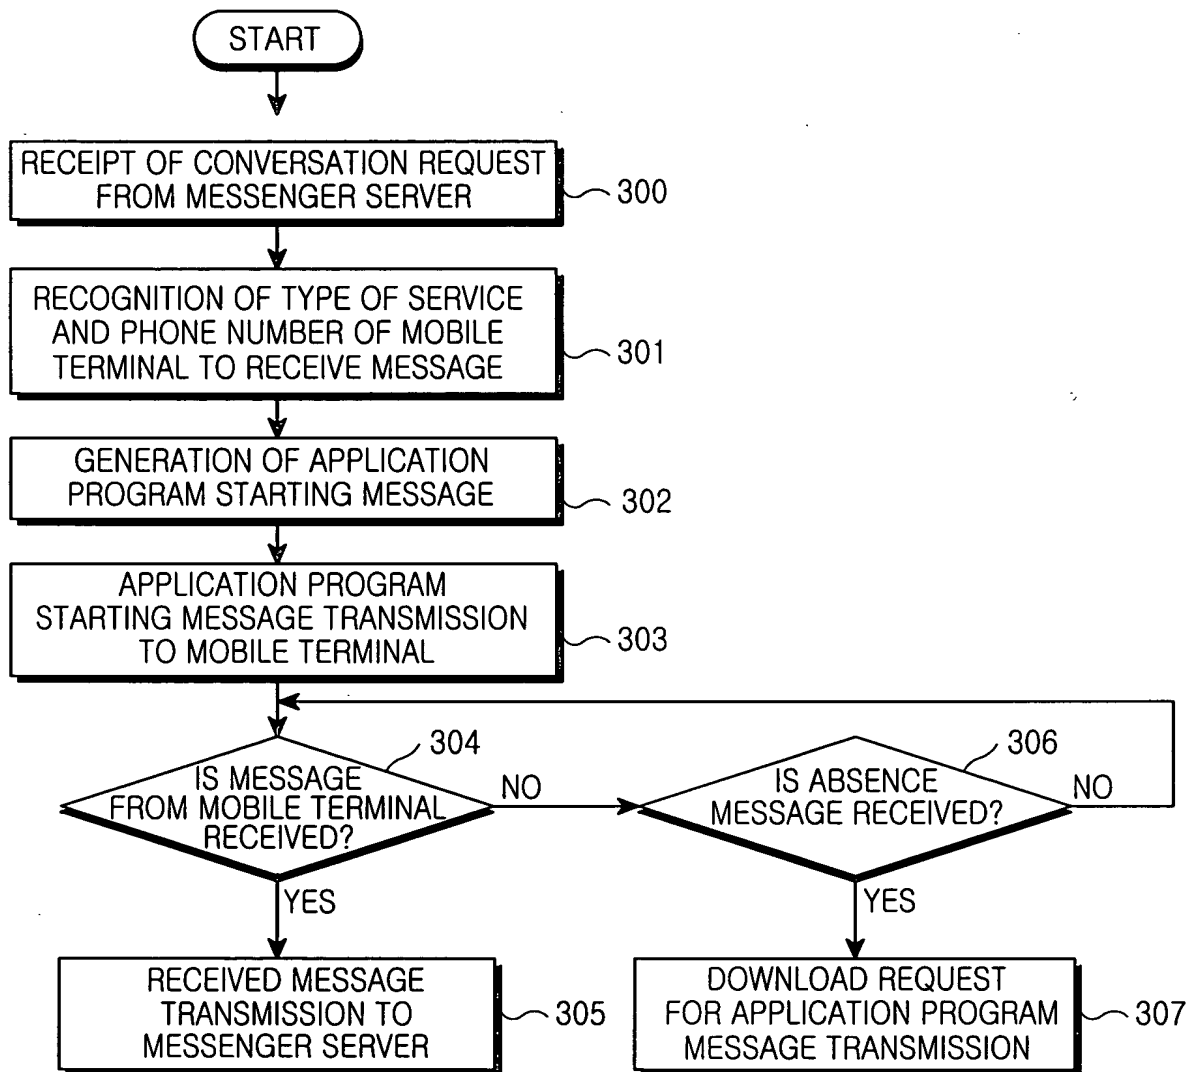 START
RECEIPT OF CONVERSATION REQUEST
FROM MESSENGER SERVER
300
RECOGNITION OF TYPE OF SERVICE
AND PHONE NUMBER OF MOBILE
TERMINAL TO RECEIVE MESSAGE
301
GENERATION OF APPLICATION
PROGRAM STARTING MESSAGE
302
APPLICATION PROGRAM
STARTING MESSAGE TRANSMISSION
TO MOBILE TERMINAL
303
304
IS MESSAGE
FROM MOBILE TERMINAL
RECEIVED?
NO
306
IS ABSENCE
MESSAGE RECEIVED?
NO
YES
YES
RECEIVED MESSAGE
TRANSMISSION TO
MESSENGER SERVER
305
DOWNLOAD REQUEST
FOR APPLICATION PROGRAM
MESSAGE TRANSMISSION
307